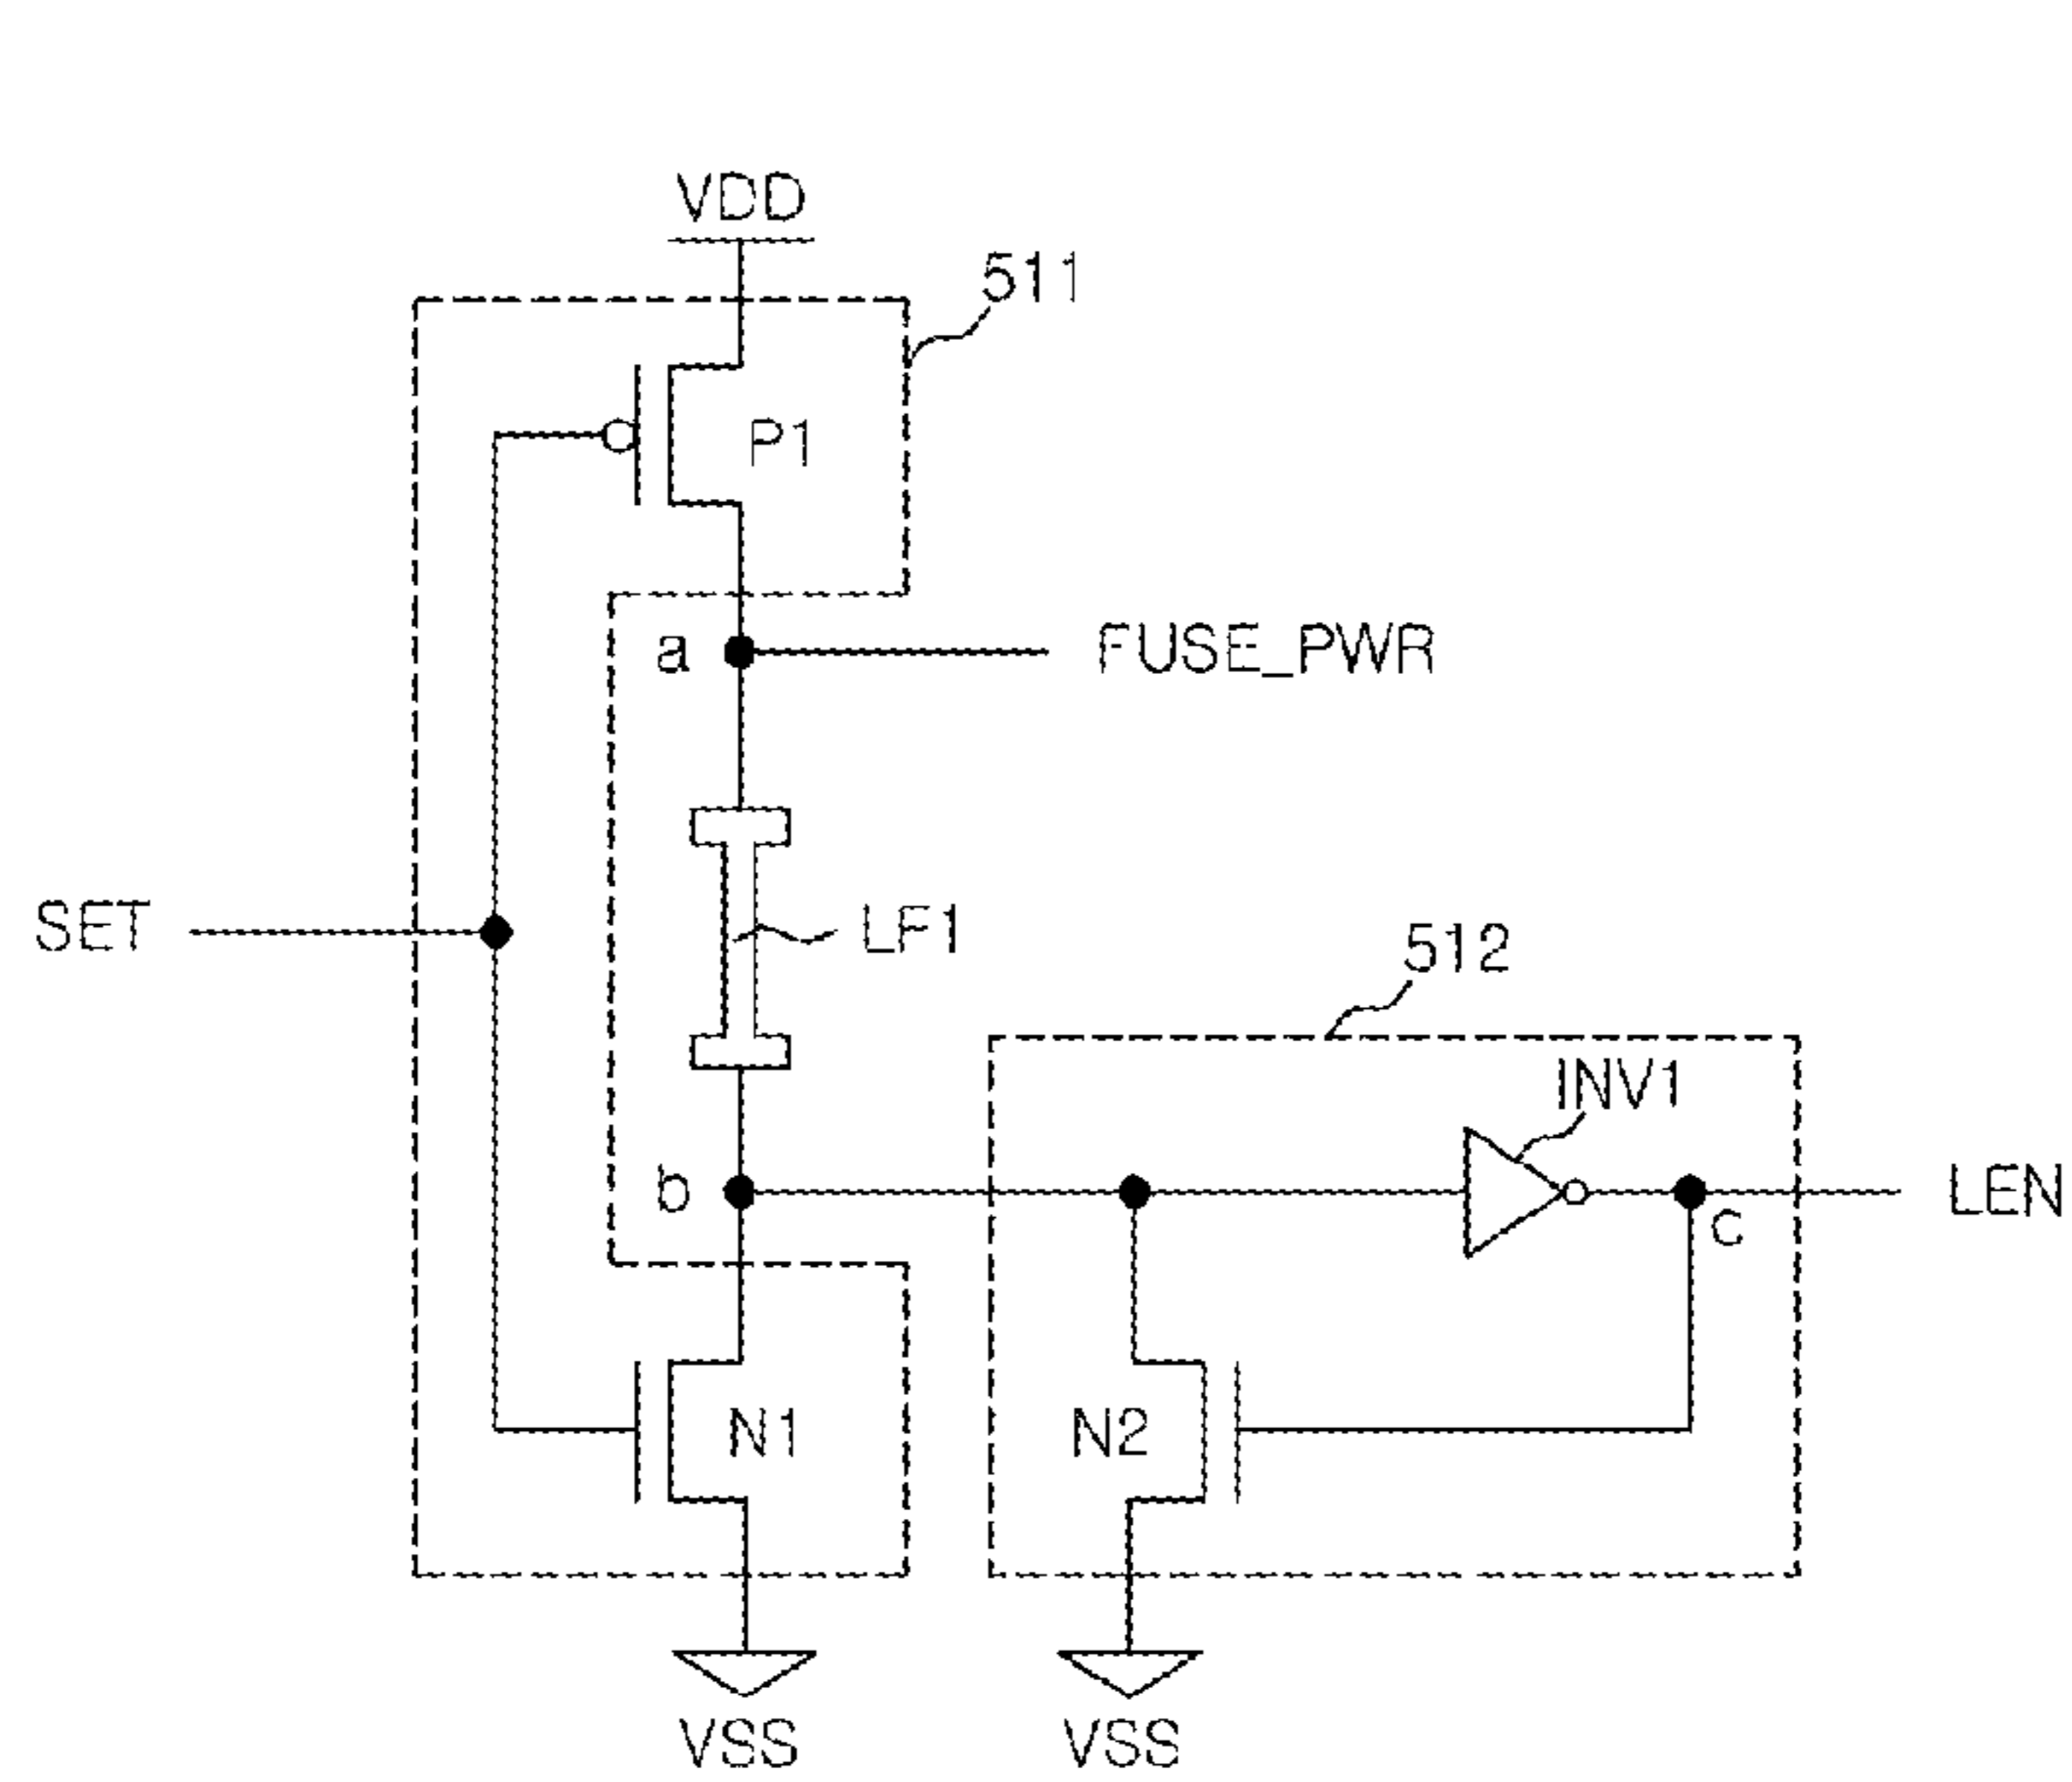 VDD
511
P1
a
FUSE_PWR
SET
LF1
512
INV1
b
LEN
c
N1
N2
VSS
VSS